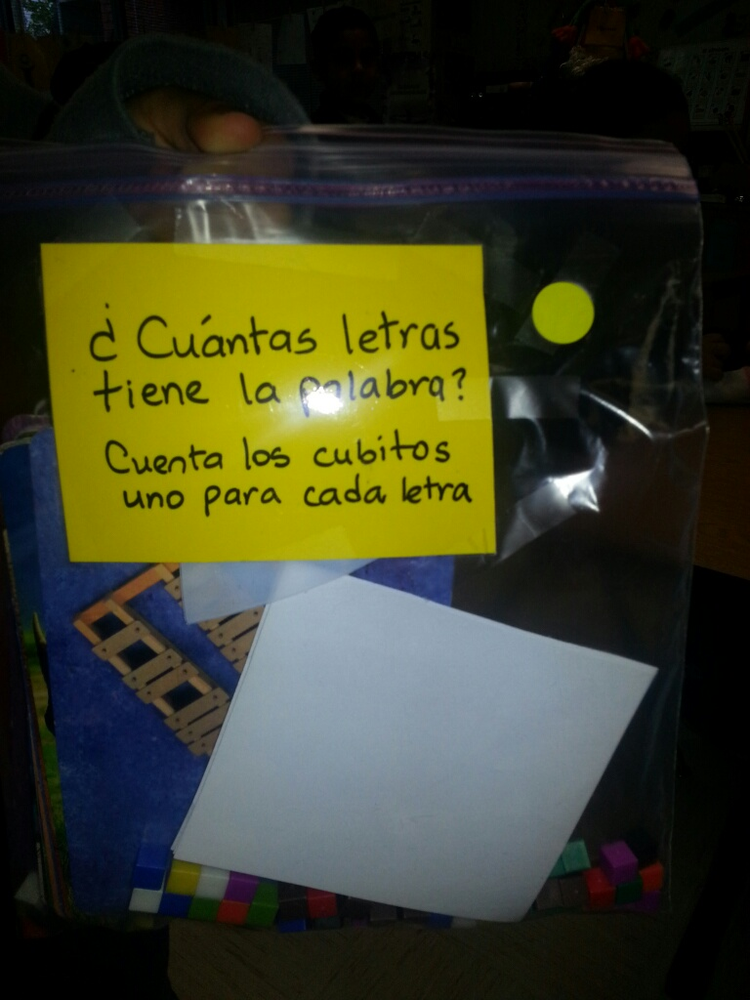 ¿Cuántas letras
tiene la palabra?
Cuenta los cubitos
uno para cada letra